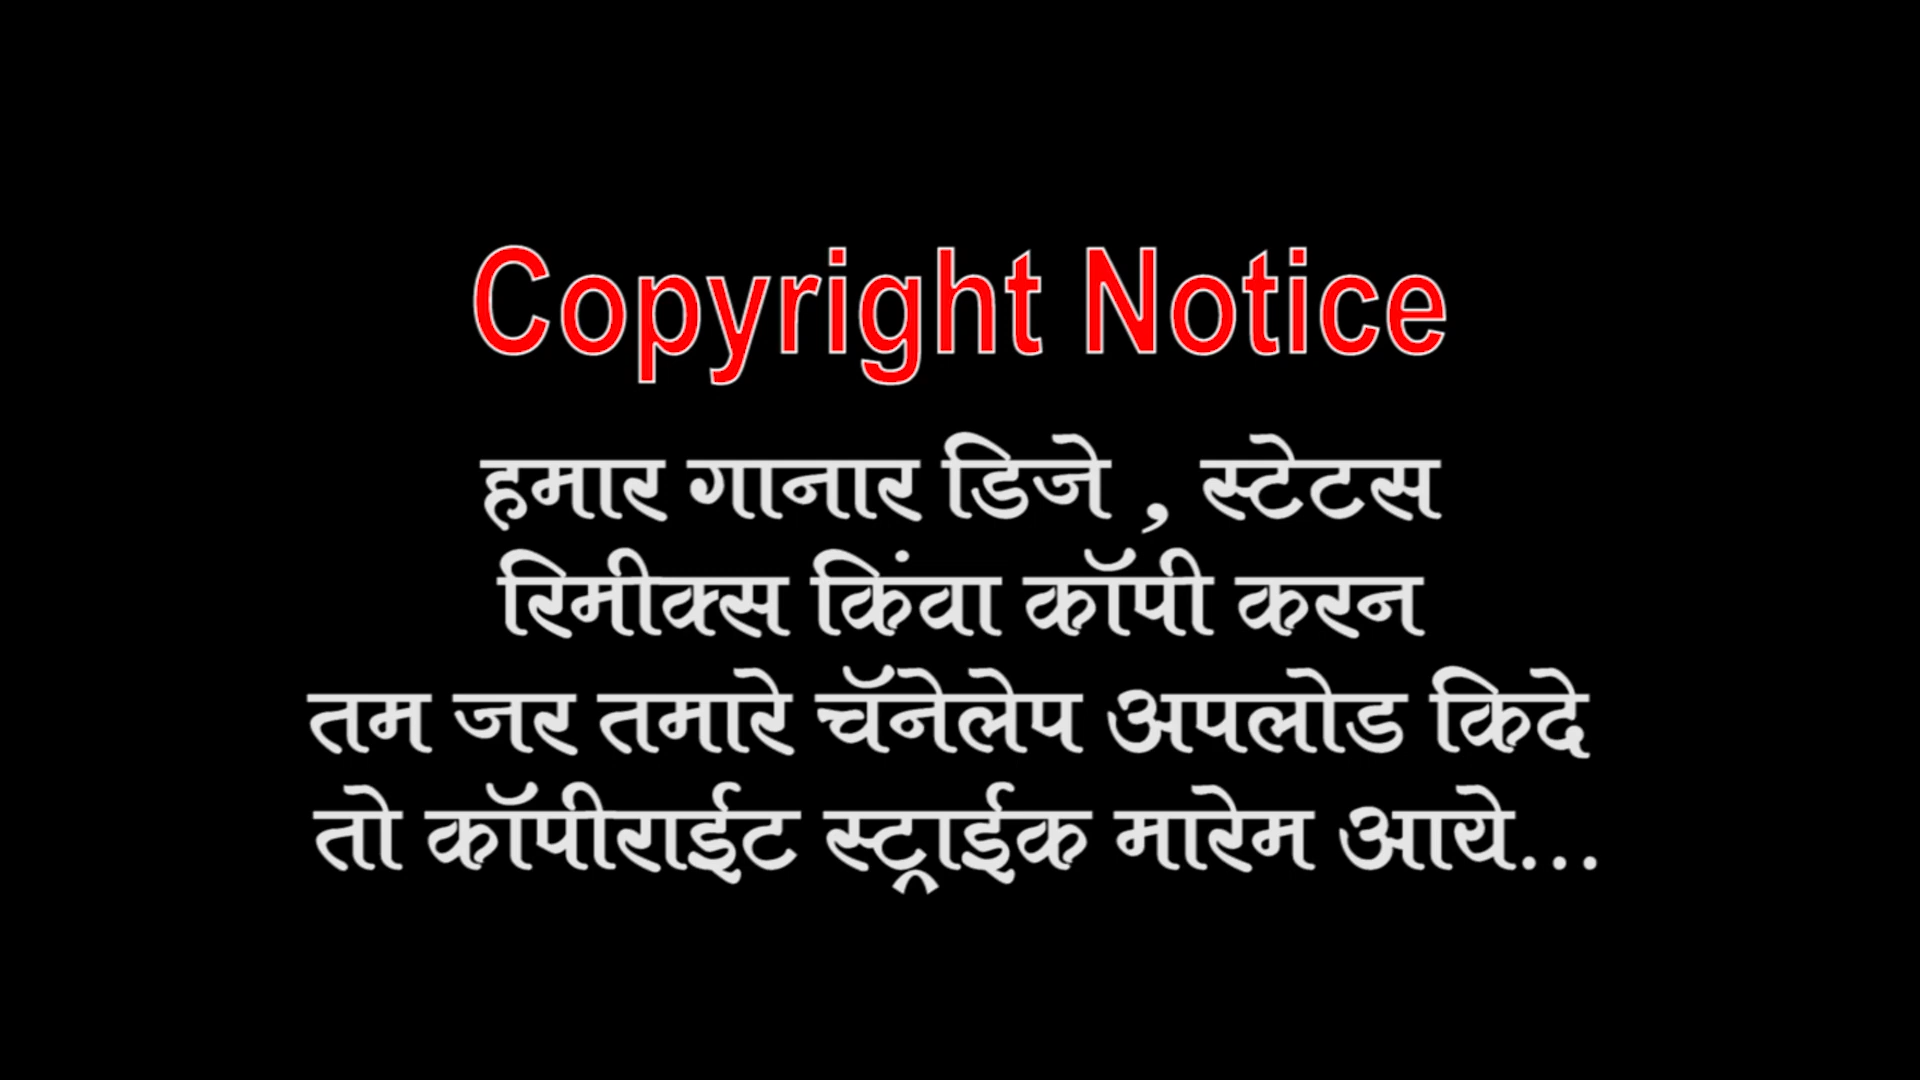 Copyright Notice
हमार गानार डिजे , स्टेटस
रिमीक्स किंवा कॉपी करन
तम जर तमारे चॅनेलेप अपलोड किदे
तो कॉपीराईट स्ट्राईक मारेम आये...